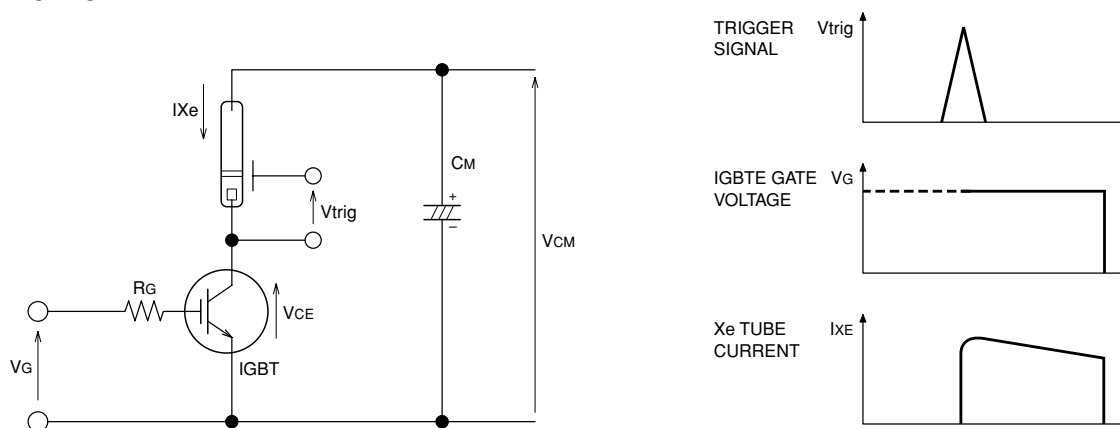 IXe
CM
+
–
Vtrig
VCM
RG
VCE
VG
IGBT
TRIGGER
SIGNAL
Vtrig
IGBTE GATE
VOLTAGE
VG
Xe TUBE
CURRENT
IXE